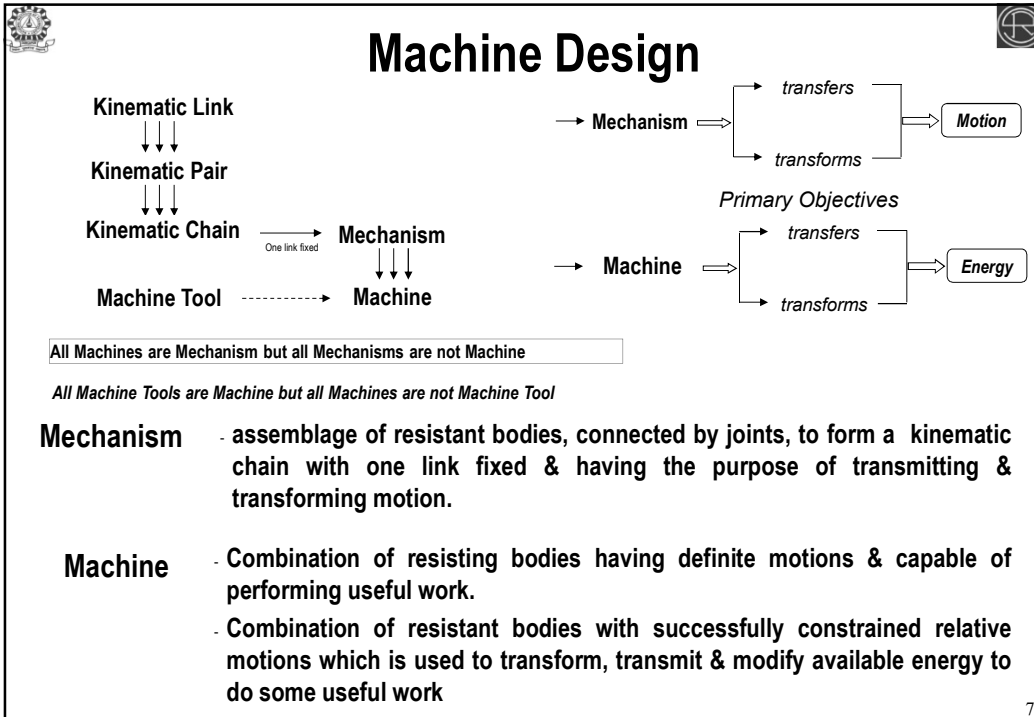 Machine Design
Kinematic Link
Kinematic Pair
Kinematic Chain
One link fixed
Mechanism
Machine Tool
Machine
Mechanism
transfers
transforms
Motion
Primary Objectives
Machine
transfers
transforms
Energy
All Machines are Mechanism but all Mechanisms are not Machine
All Machine Tools are Machine but all Machines are not Machine Tool
Mechanism
- assemblage of resistant bodies, connected by joints, to form a kinematic
chain with one link fixed & having the purpose of transmitting &
transforming motion.
Machine
- Combination of resisting bodies having definite motions & capable of
performing useful work.
- Combination of resistant bodies with successfully constrained relative
motions which is used to transform, transmit & modify available energy to
do some useful work
7